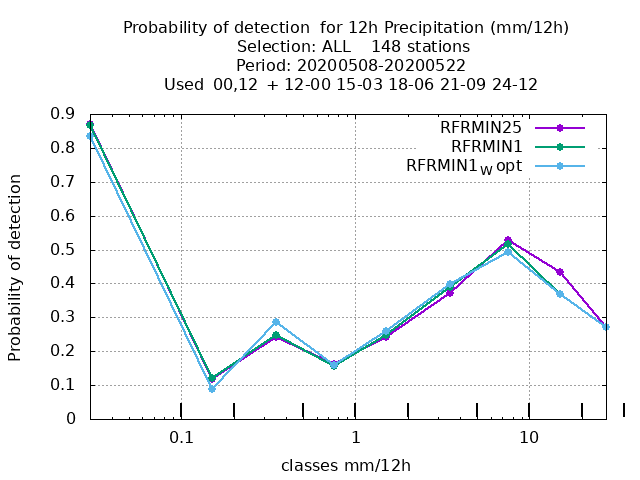 Probability of detection  for 12h Precipitation (mm/12h)
Selection: ALL    148 stations
Period: 20200508-20200522
Used  00,12  + 12-00 15-03 18-06 21-09 24-12
RFRMIN25
RFRMIN1
RFRMIN1w opt
Probability of detection
0.9
0.8
0.7
0.6
0.5
0.4
0.3
0.2
0.1
0
0.1 1 10
classes mm/12h